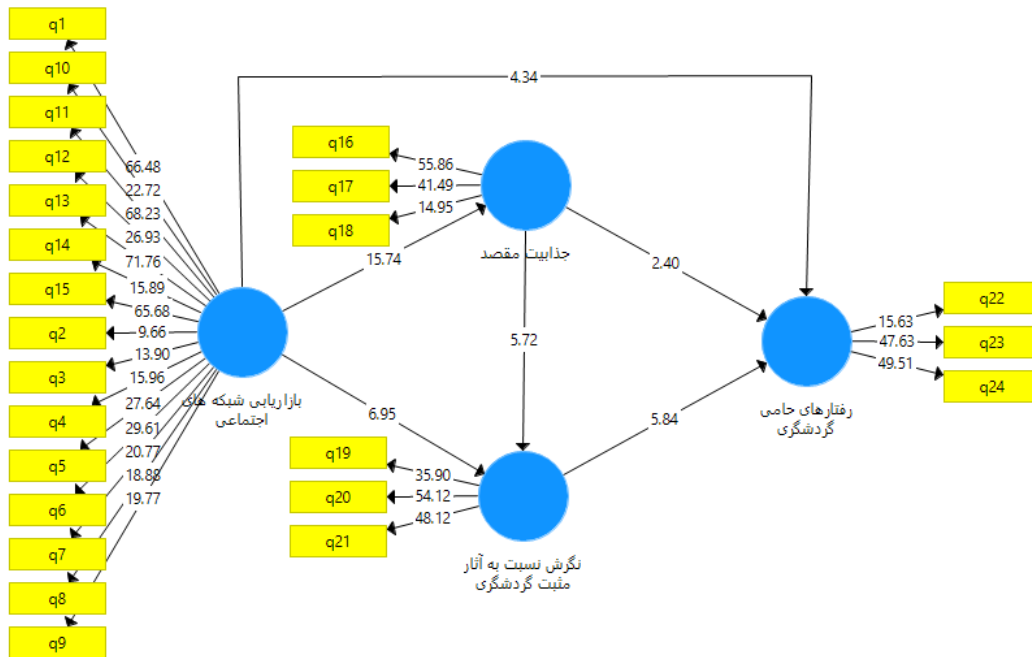 q1
q10
q11
q12
q13
q14
q15
q2
q3
q4
q5
q6
q7
q8
q9
66.48
22.72
68.23
26.93
71.76
15.89
65.68
9.66
13.90
15.96
27.64
29.61
20.77
18.88
19.77
بازاریابی شبکه های
اجتماعی
4.34
q16
q17
q18
55.86
41.49
14.95
جذابیت مقصد
15.74
2.40
5.72
6.95
5.84
q19
q20
q21
35.90
54.12
48.12
نگرش نسبت به آثار
مثبت گردشگری
q22
q23
q24
15.63
47.63
49.51
رفتارهای حامی
گردشگری